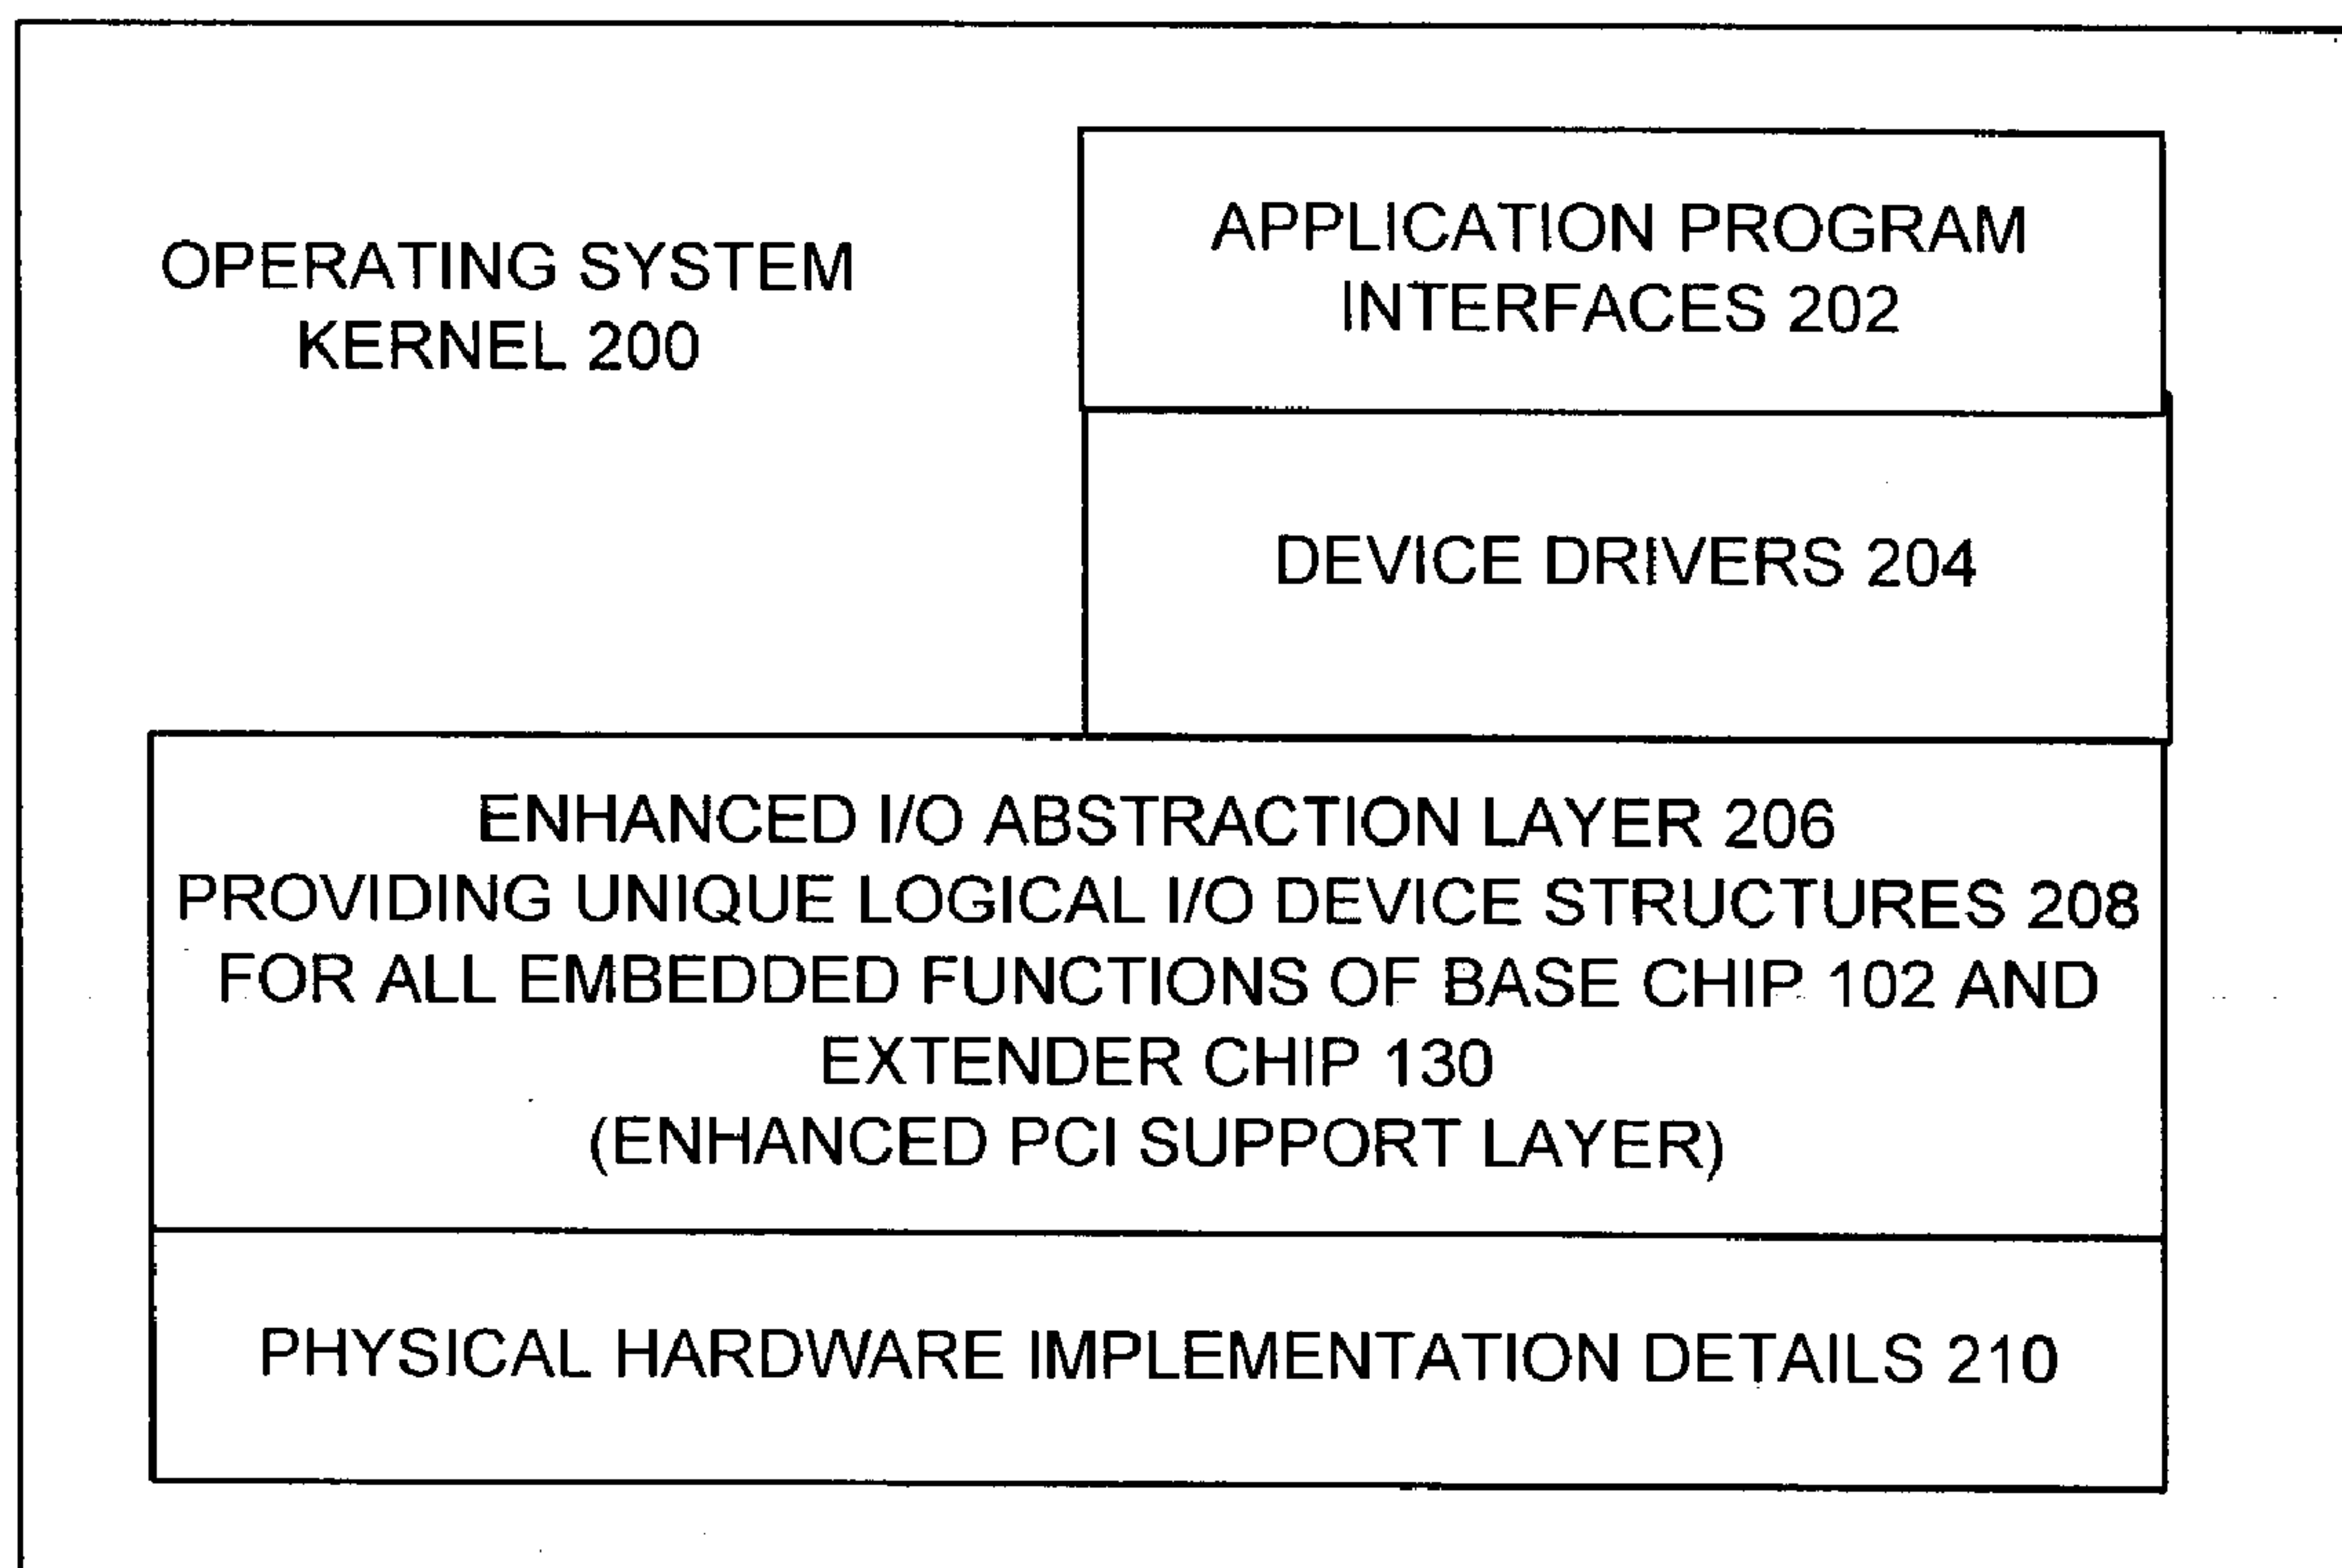 OPERATING SYSTEM
KERNEL 200
APPLICATION PROGRAM
INTERFACES 202
DEVICE DRIVERS 204
ENHANCED I/O ABSTRACTION LAYER 206
PROVIDING UNIQUE LOGICAL I/O DEVICE STRUCTURES 208
FOR ALL EMBEDDED FUNCTIONS OF BASE CHIP 102 AND
EXTENDER CHIP 130
(ENHANCED PCI SUPPORT LAYER)
PHYSICAL HARDWARE IMPLEMENTATION DETAILS 210